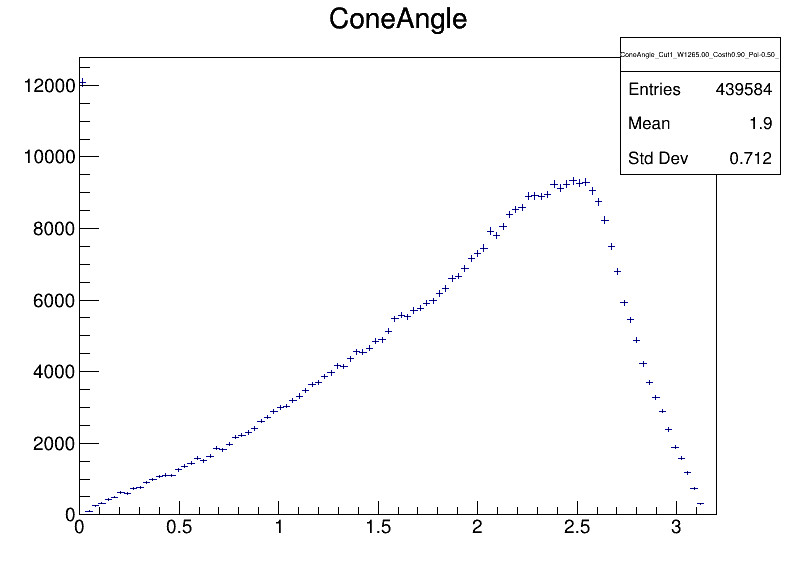 ConeAngle
ConeAngle_Cut1_W1265.00_Costh0.90_Pol-0.50_
Entries 439584
Mean 1.9
Std Dev 0.712
12000
10000
8000
6000
4000
2000
0
0 0.5 1 1.5 2 2.5 3